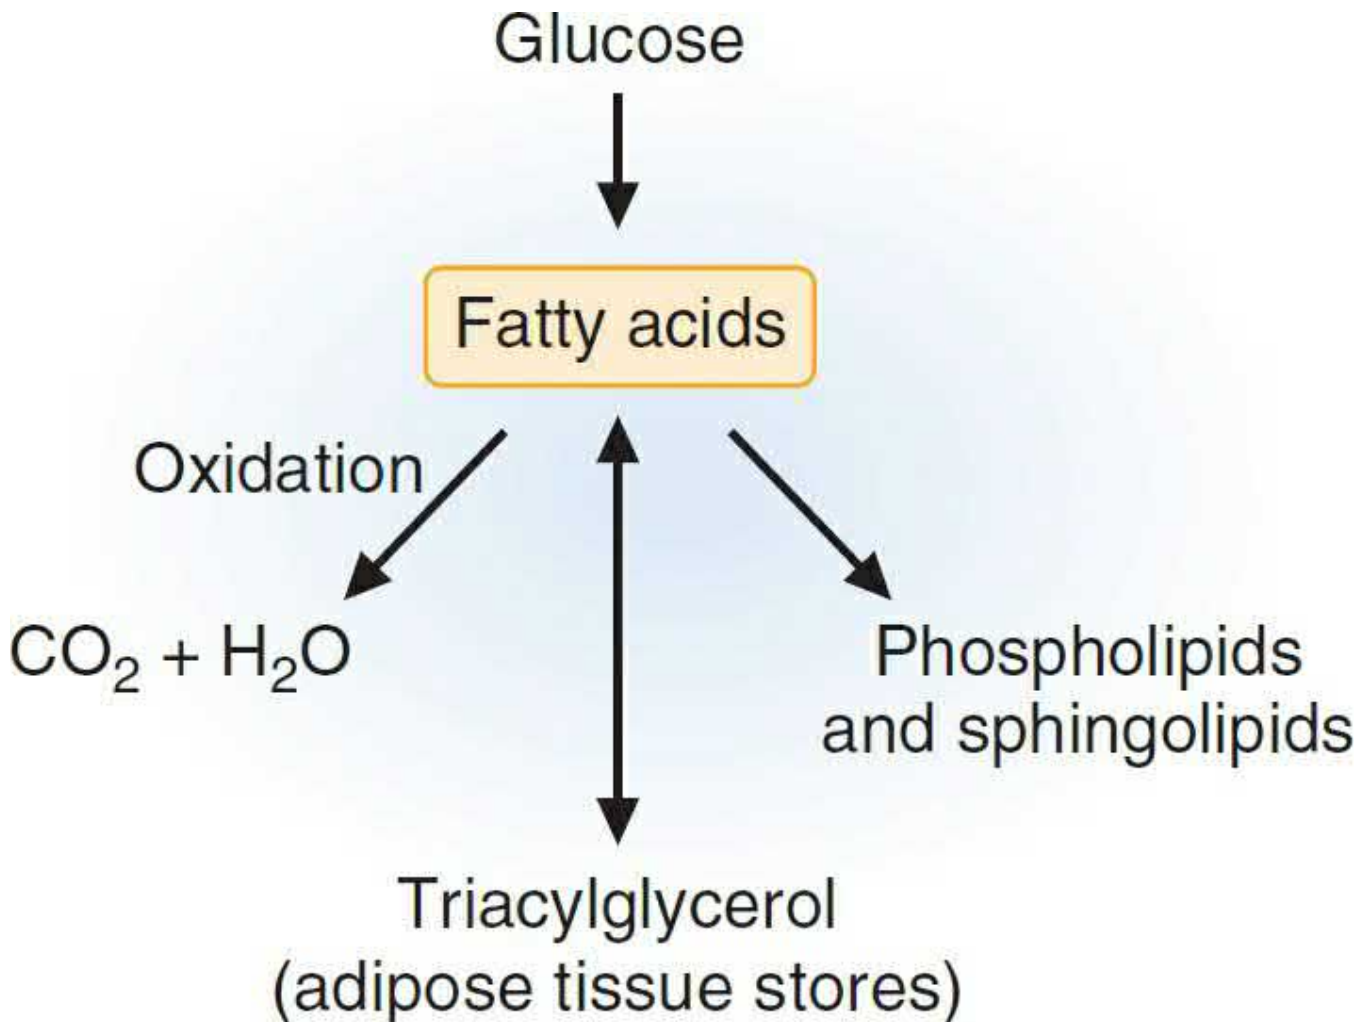 Glucose
Fatty acids
Oxidation
CO₂ + H₂O
Phospholipids
and sphingolipids
Triacylglycerol
(adipose tissue stores)